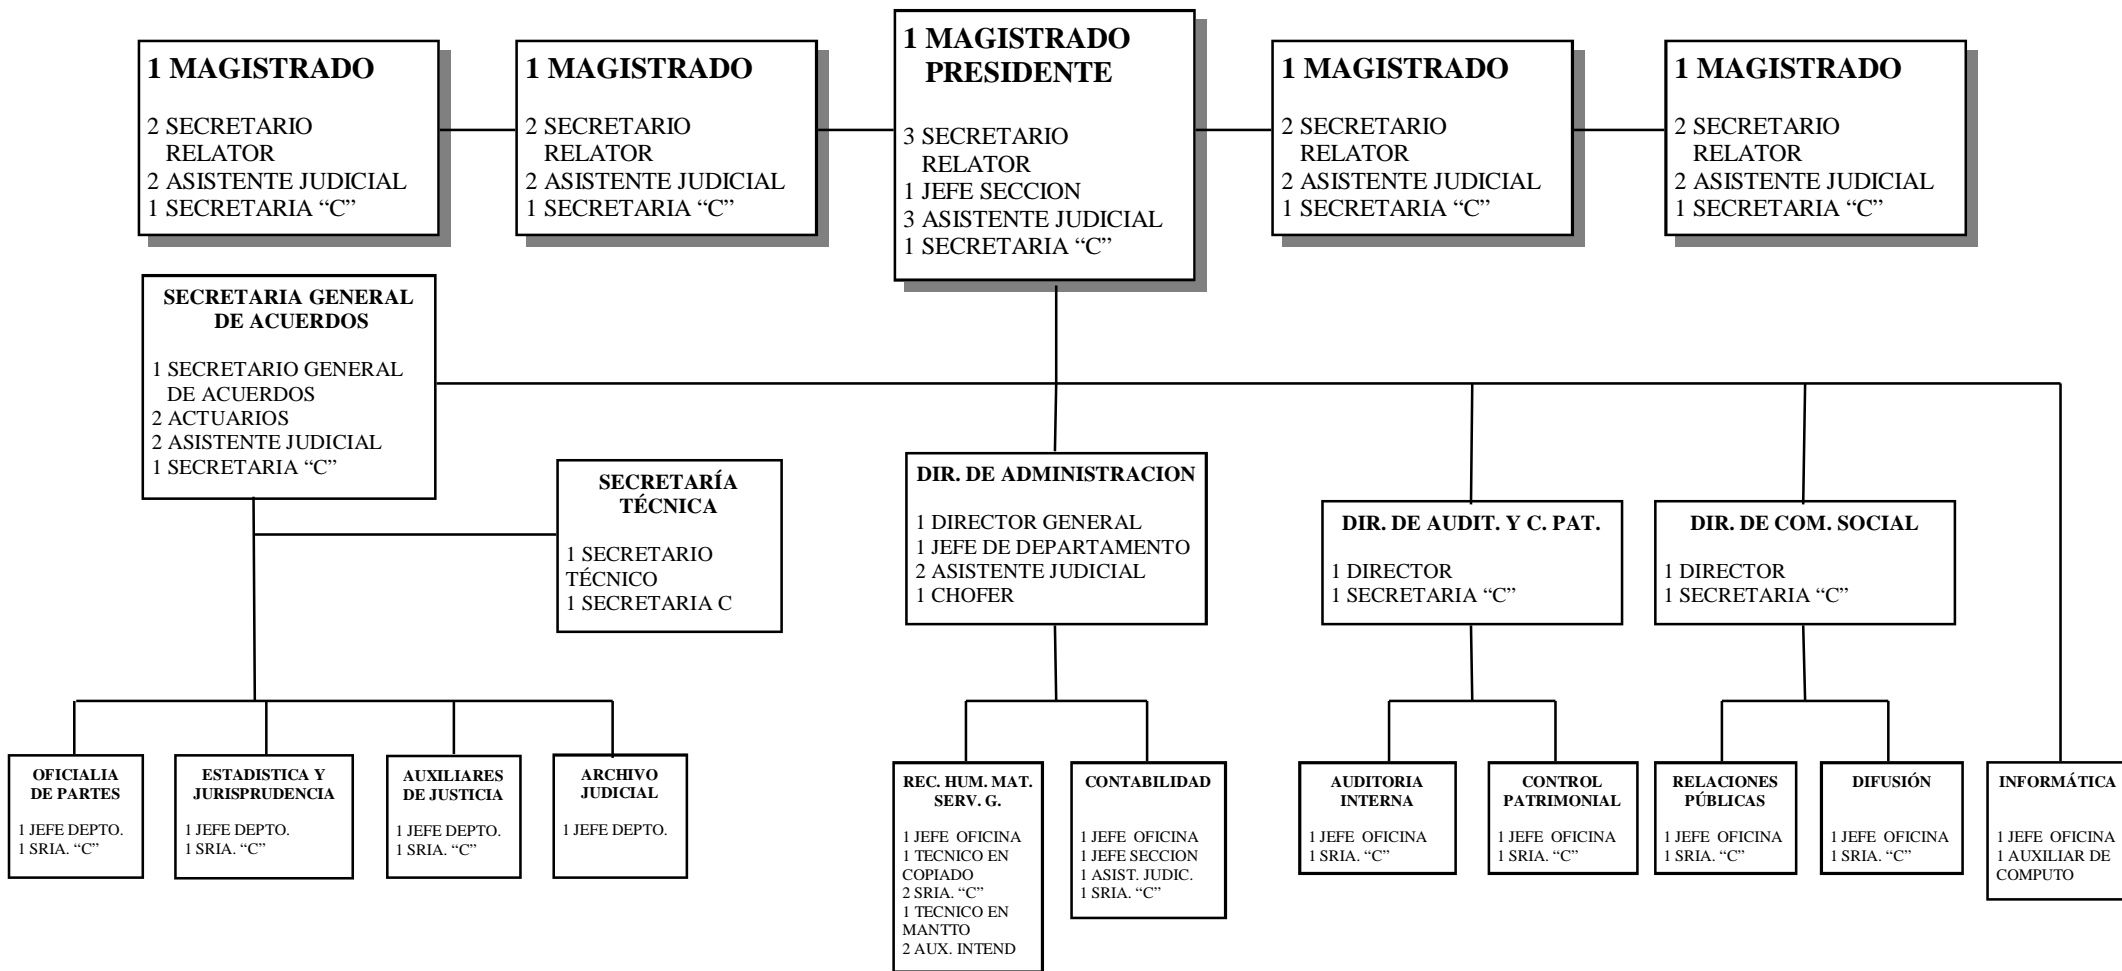 1 MAGISTRADO
2 SECRETARIO
RELATOR
2 ASISTENTE JUDICIAL
1 SECRETARIA “C”
1 MAGISTRADO
2 SECRETARIO
RELATOR
2 ASISTENTE JUDICIAL
1 SECRETARIA “C”
1 MAGISTRADO
PRESIDENTE
3 SECRETARIO
RELATOR
1 JEFE SECCION
3 ASISTENTE JUDICIAL
1 SECRETARIA “C”
1 MAGISTRADO
2 SECRETARIO
RELATOR
2 ASISTENTE JUDICIAL
1 SECRETARIA “C”
1 MAGISTRADO
2 SECRETARIO
RELATOR
2 ASISTENTE JUDICIAL
1 SECRETARIA “C”
SECRETARIA GENERAL
DE ACUERDOS
1 SECRETARIO GENERAL
DE ACUERDOS
2 ACTUARIOS
2 ASISTENTE JUDICIAL
1 SECRETARIA “C”
SECRETARÍA
TÉCNICA
1 SECRETARIO
TÉCNICO
1 SECRETARIA C
DIR. DE ADMINISTRACION
1 DIRECTOR GENERAL
1 JEFE DE DEPARTAMENTO
2 ASISTENTE JUDICIAL
1 CHOFER
DIR. DE AUDIT. Y C. PAT.
1 DIRECTOR
1 SECRETARIA “C”
DIR. DE COM. SOCIAL
1 DIRECTOR
1 SECRETARIA “C”
OFICIALIA
DE PARTES
1 JEFE DEPTO.
1 SRIA. “C”
ESTADISTICA Y
JURISPRUDENCIA
1 JEFE DEPTO.
1 SRIA. “C”
AUXILIARES
DE JUSTICIA
1 JEFE DEPTO.
1 SRIA. “C”
ARCHIVO
JUDICIAL
1 JEFE DEPTO.
REC. HUM. MAT.
SERV. G.
1 JEFE OFICINA
1 TECNICO EN
COPIADO
2 SRIA. “C”
1 TECNICO EN
MANTTO
2 AUX. INTEND
CONTABILIDAD
1 JEFE OFICINA
1 JEFE SECCION
1 ASIST. JUDIC.
1 SRIA. “C”
AUDITORIA
INTERNA
1 JEFE OFICINA
1 SRIA. “C”
CONTROL
PATRIMONIAL
1 JEFE OFICINA
1 SRIA. “C”
RELACIONES
PÚBLICAS
1 JEFE OFICINA
1 SRIA. “C”
DIFUSIÓN
1 JEFE OFICINA
1 SRIA. “C”
INFORMÁTICA
1 JEFE OFICINA
1 AUXILIAR DE
COMPUTO